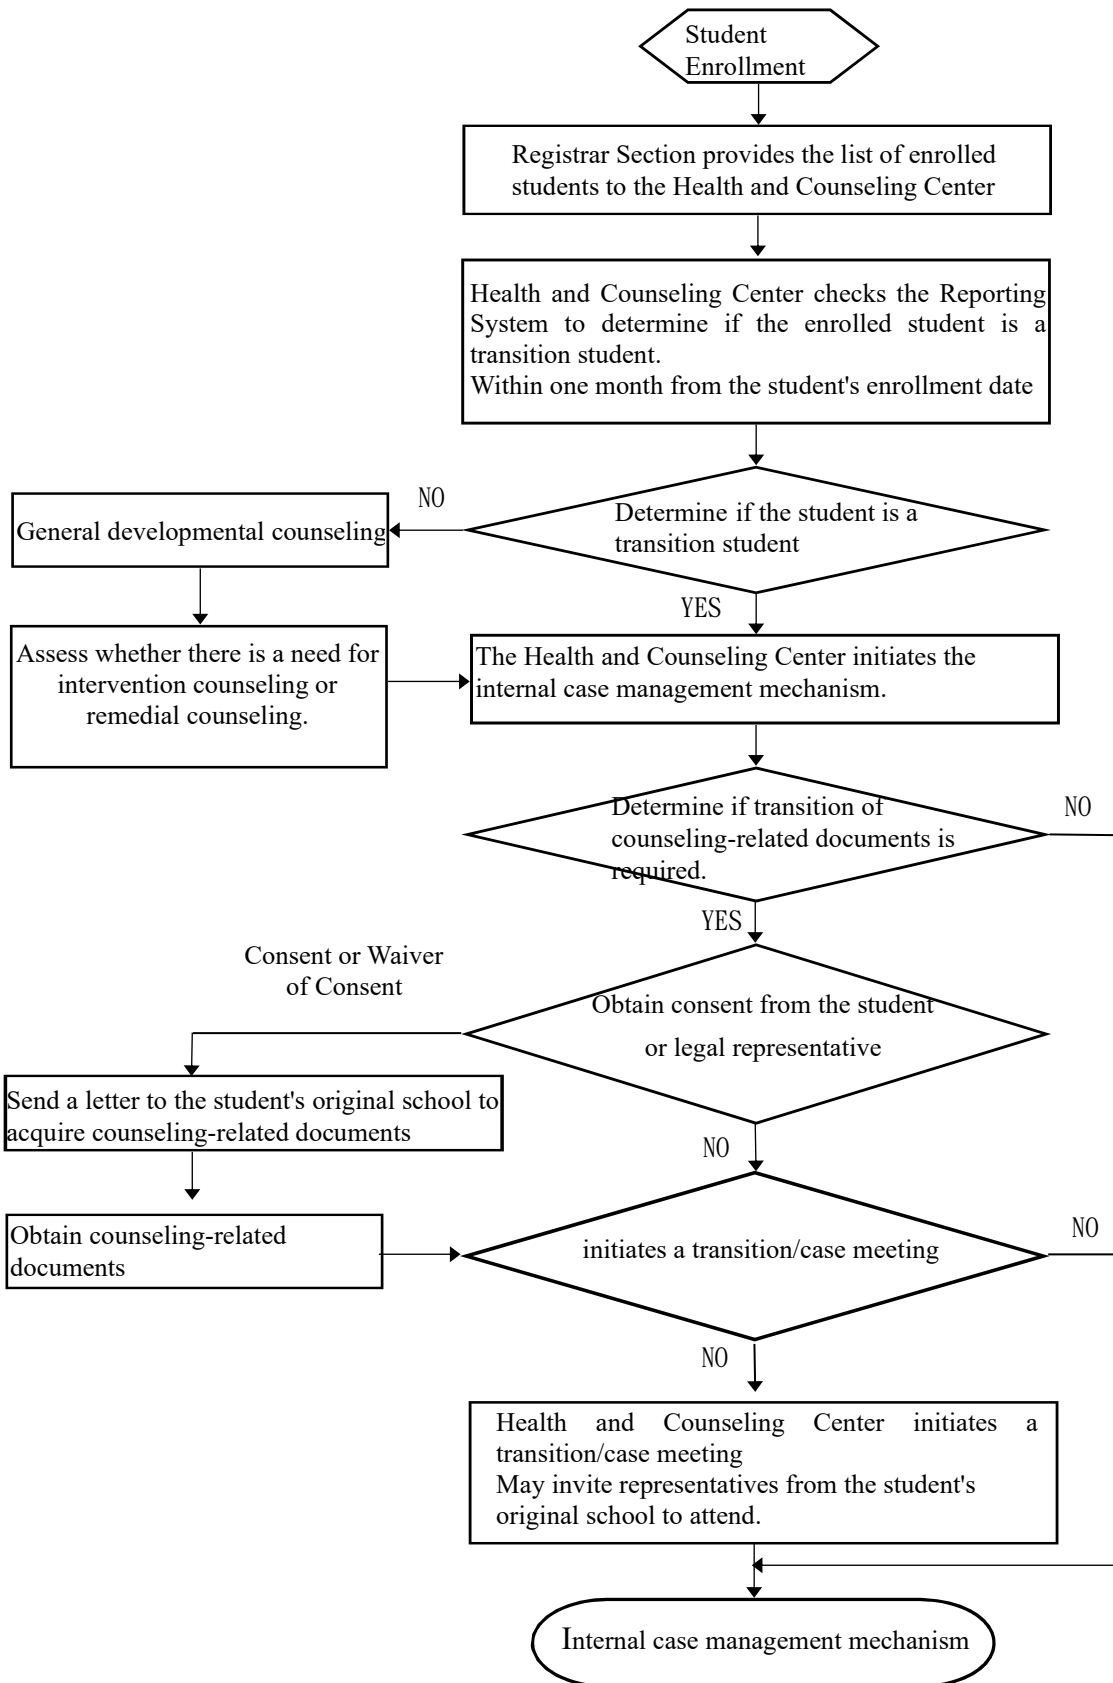 Student
Enrollment
Registrar Section provides the list of enrolled
students to the Health and Counseling Center
Health and Counseling Center checks the Reporting
System to determine if the enrolled student is a
transition student.
Within one month from the student's enrollment date
NO
General developmental counseling
Determine if the student is a
transition student
YES
Assess whether there is a need for
intervention counseling or
remedial counseling.
The Health and Counseling Center initiates the
internal case management mechanism.
Determine if transition of
counseling-related documents is
required.
NO
YES
Consent or Waiver
of Consent
Obtain consent from the student
or legal representative
Send a letter to the student's original school to
acquire counseling-related documents
NO
Obtain counseling-related
documents
initiates a transition/case meeting
NO
NO
Health and Counseling Center initiates a
transition/case meeting
May invite representatives from the student's
original school to attend.
Internal case management mechanism